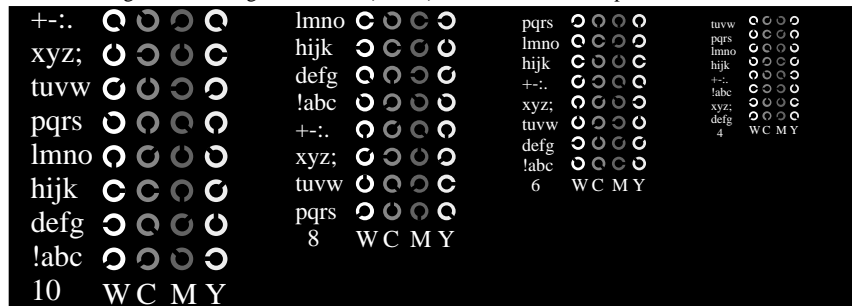 +-:.
xyz;
tuvw
pqrs
lmno
hijk
defg
!abc
10 W C M Y
lmno
hijk
defg
!abc
+-:.
xyz;
tuvw
pqrs
8 W C M Y
pqrs
lmno
hijk
+-:.
xyz;
tuvw
defg
!abc
6 W C M Y
tuvw
pqrs
lmno
hijk
+-:.
!abc
xyz;
defg
4 W C M Y